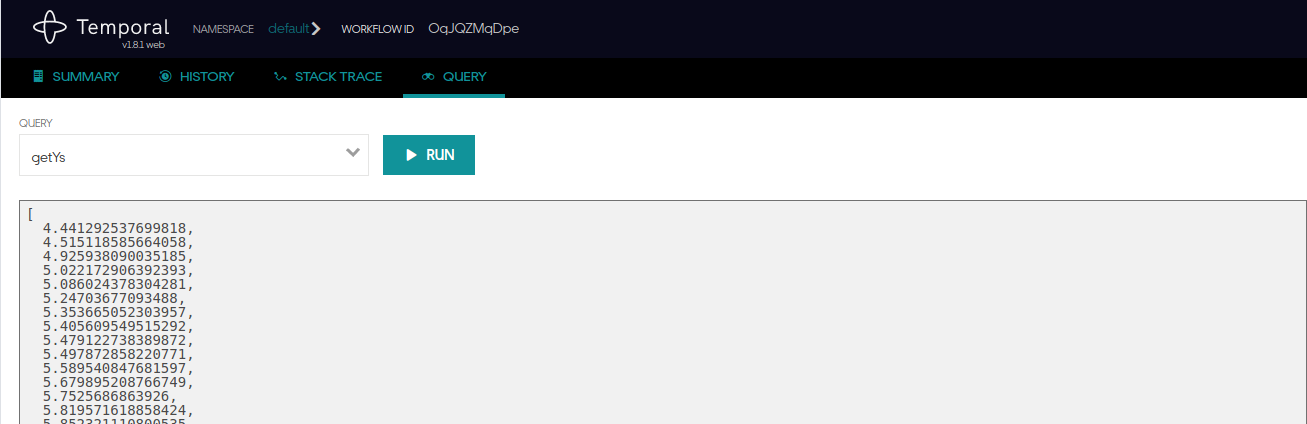 Temporal
v1.8.1 web
NAMESPACE default WORKFLOW ID OqJQZMqDpe
SUMMARY HISTORY STACK TRACE QUERY
QUERY
getYs
RUN
[
4.441292537699818,
4.515118585664058,
4.925938090035185,
5.022172906392393,
5.086024378304281,
5.24703677093488,
5.353665052303957,
5.405609549515292,
5.479122738389872,
5.497872858220771,
5.589540847681597,
5.679895208766749,
5.7525686863926,
5.819571618858424,
5.852321110800535